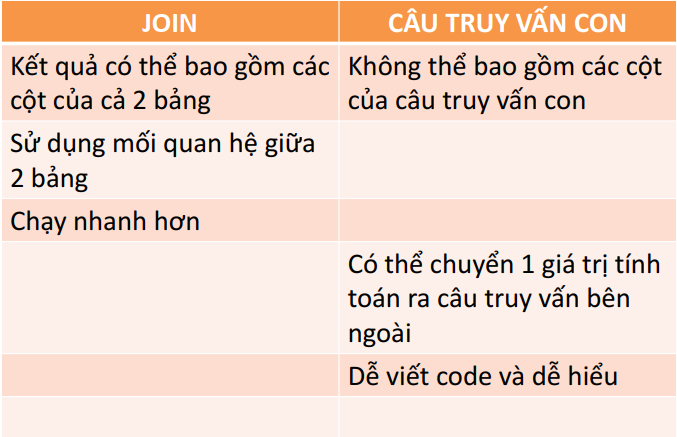 JOIN
CÂU TRUY VẤN CON
Kết quả có thể bao gồm các
cột của cả 2 bảng
Không thể bao gồm các cột
của câu truy vấn con
Sử dụng mối quan hệ giữa
2 bảng
Chạy nhanh hơn
Có thể chuyển 1 giá trị tính
toán ra câu truy vấn bên
ngoài
Dễ viết code và dễ hiểu